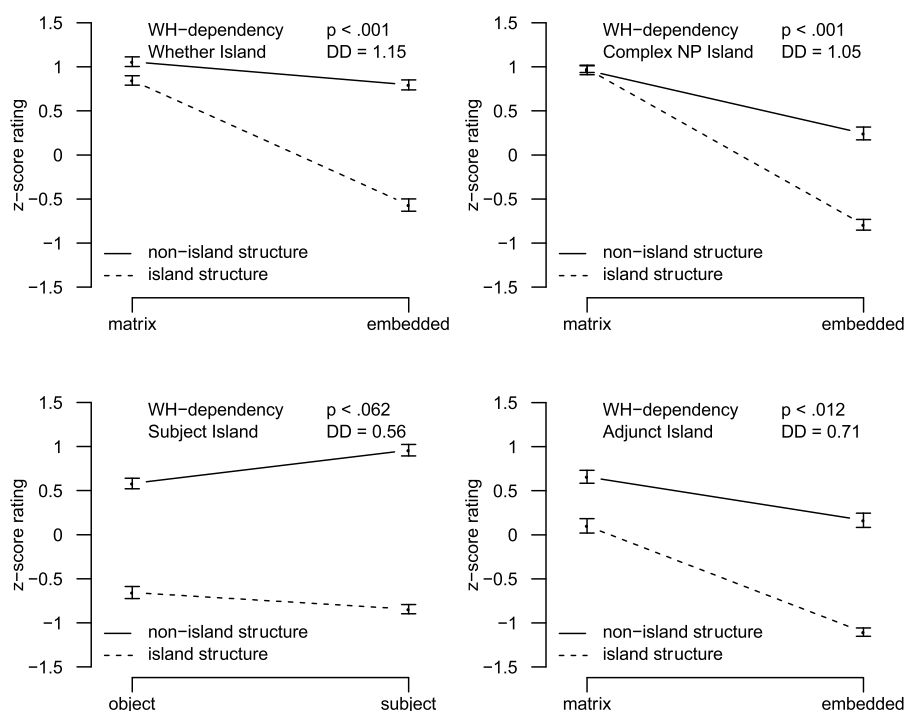 WH−dependency p < .001
Whether Island DD = 1.15
z−score rating
1.5
1
0.5
0
−0.5
−1
−1.5
non−island structure
island structure
matrix embedded
WH−dependency p < .001
Complex NP Island DD = 1.05
z−score rating
1.5
1
0.5
0
−0.5
−1
−1.5
non−island structure
island structure
matrix embedded
WH−dependency p < .062
Subject Island DD = 0.56
z−score rating
1.5
1
0.5
0
−0.5
−1
−1.5
non−island structure
island structure
object subject
WH−dependency p < .012
Adjunct Island DD = 0.71
z−score rating
1.5
1
0.5
0
−0.5
−1
−1.5
non−island structure
island structure
matrix embedded